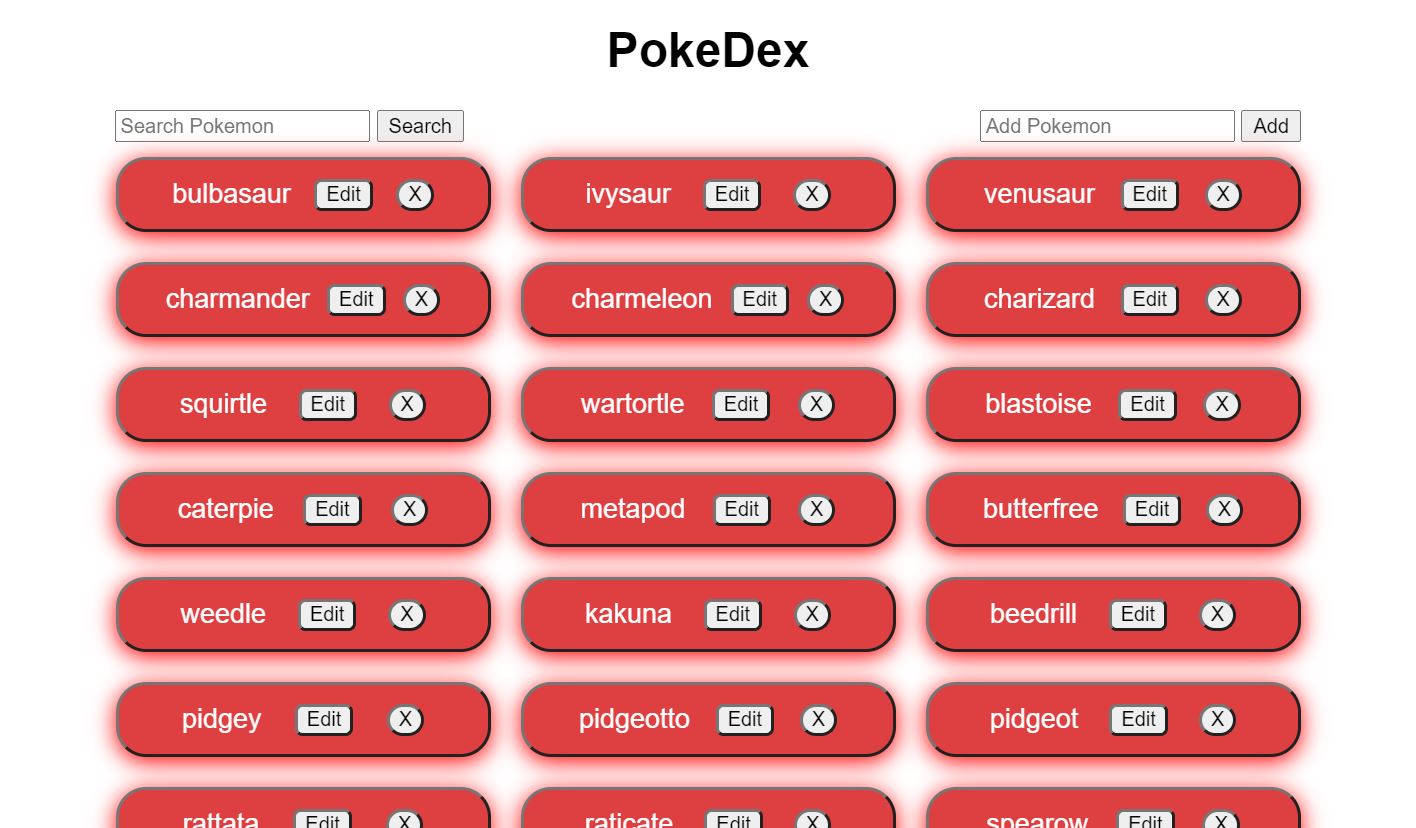 PokeDex
Search Pokemon Search Add Pokemon Add
bulbasaur Edit X ivysaur Edit X venusaur Edit X
charmander Edit X charmeleon Edit X charizard Edit X
squirtle Edit X wartortle Edit X blastoise Edit X
caterpie Edit X metapod Edit X butterfree Edit X
weedle Edit X kakuna Edit X beedrill Edit X
pidgey Edit X pidgeotto Edit X pidgeot Edit X
rattata Edit X raticate Edit X spearow Edit X